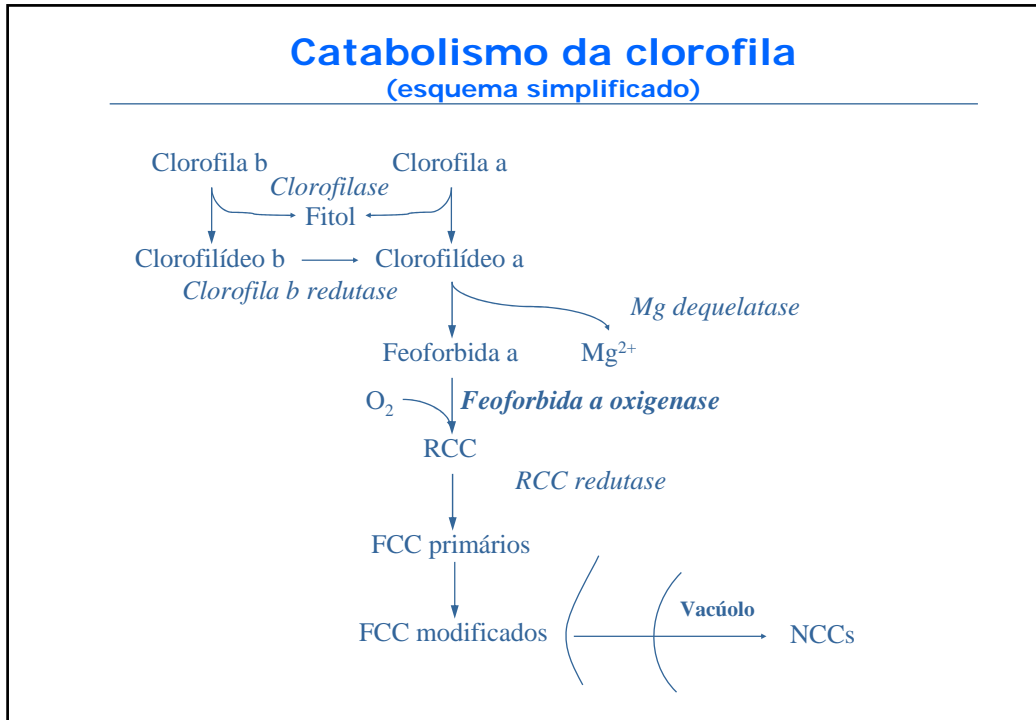 Catabolismo da clorofila
(esquema simplificado)
Clorofila b
Clorofila a
Clorofilase
Fitol
Clorofilídeo b
Clorofilídeo a
Clorofila b redutase
Mg dequelatase
Feoforbida a
Mg²⁺
O₂
Feoforbida a oxigenase
RCC
RCC redutase
FCC primários
Vacúolo
FCC modificados
NCCs